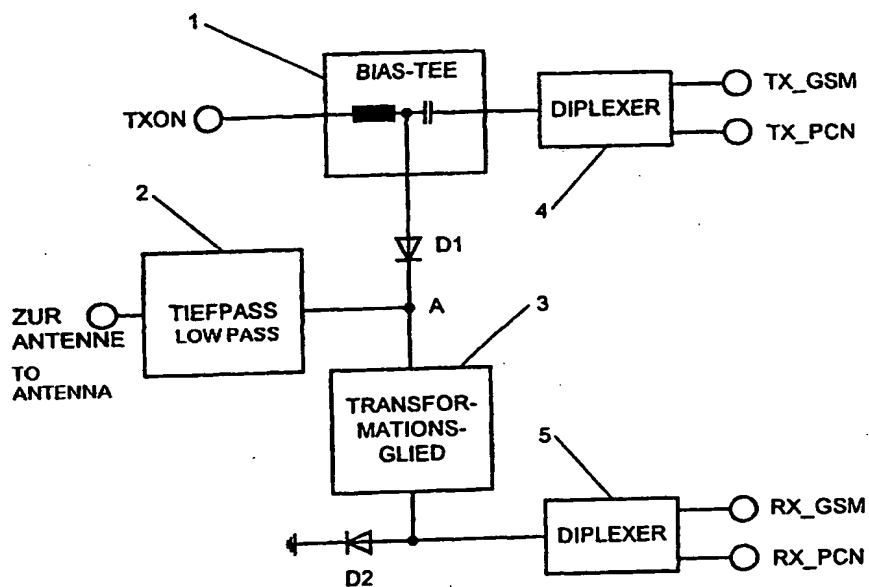 1
BIAS-TEE
TXON
DIPLEXER
TX_GSM
TX_PCN
4
2
D1
TIEFPASS
LOW PASS
ZUR
ANTENNE
TO
ANTENNA
A
3
TRANSFOR-
MATIONS-
GLIED
5
DIPLEXER
RX_GSM
RX_PCN
D2